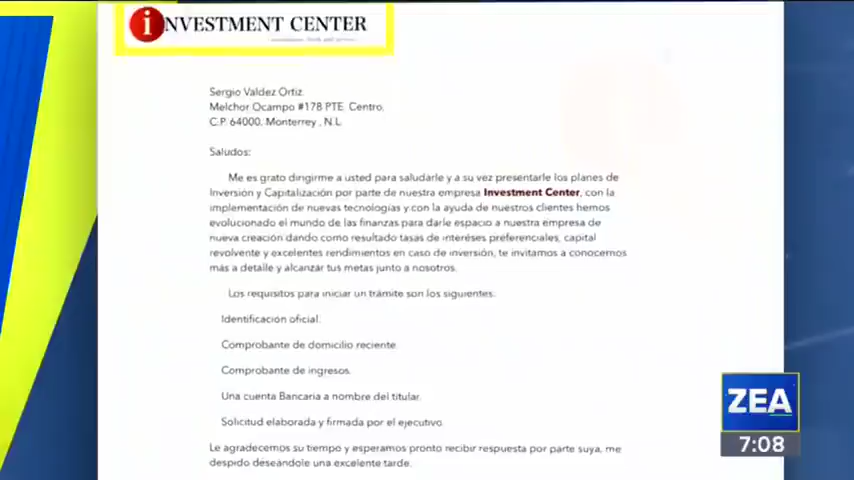 iNVESTMENT CENTER
Sergio Valdez Ortiz
Melchor Ocampo #178 PTE. Centro,
C.P. 64000, Monterrey , N.L.
Saludos:
Me es grato dirigirme a usted para saludarle y a su vez presentarle los planes de
Inversión y Capitalización por parte de nuestra empresa Investment Center, con la
implementación de nuevas tecnologías y con la ayuda de nuestros clientes hemos
evolucionado el mundo de las finanzas para darle espacio a nuestra empresa de
nueva creación dando como resultado tasas de interéses preferenciales, capital
revolvente y excelentes rendimientos en caso de inversión, te invitamos a conocernos
más a detalle y alcanzar tus metas junto a nosotros.
Los requisitos para iniciar un trámite son los siguientes:
Identificación oficial.
Comprobante de domicilio reciente.
Comprobante de ingresos.
Una cuenta Bancaria a nombre del titular.
Solicitud elaborada y firmada por el ejecutivo.
Le agradecemos su tiempo y esperamos pronto recibir respuesta por parte suya, me
despido deseándole una excelente tarde.
ZEA
7:08